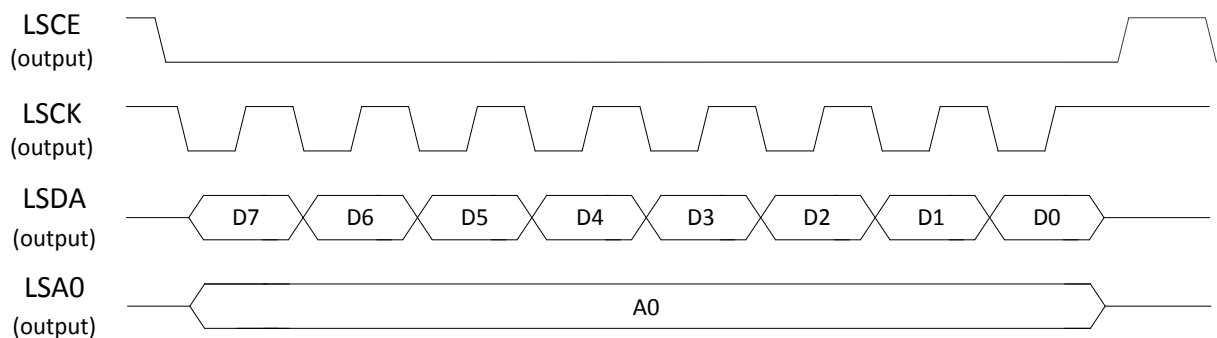 LSCE
(output)
LSCK
(output)
LSDA
(output)
D7 D6 D5 D4 D3 D2 D1 D0
LSA0
(output)
A0